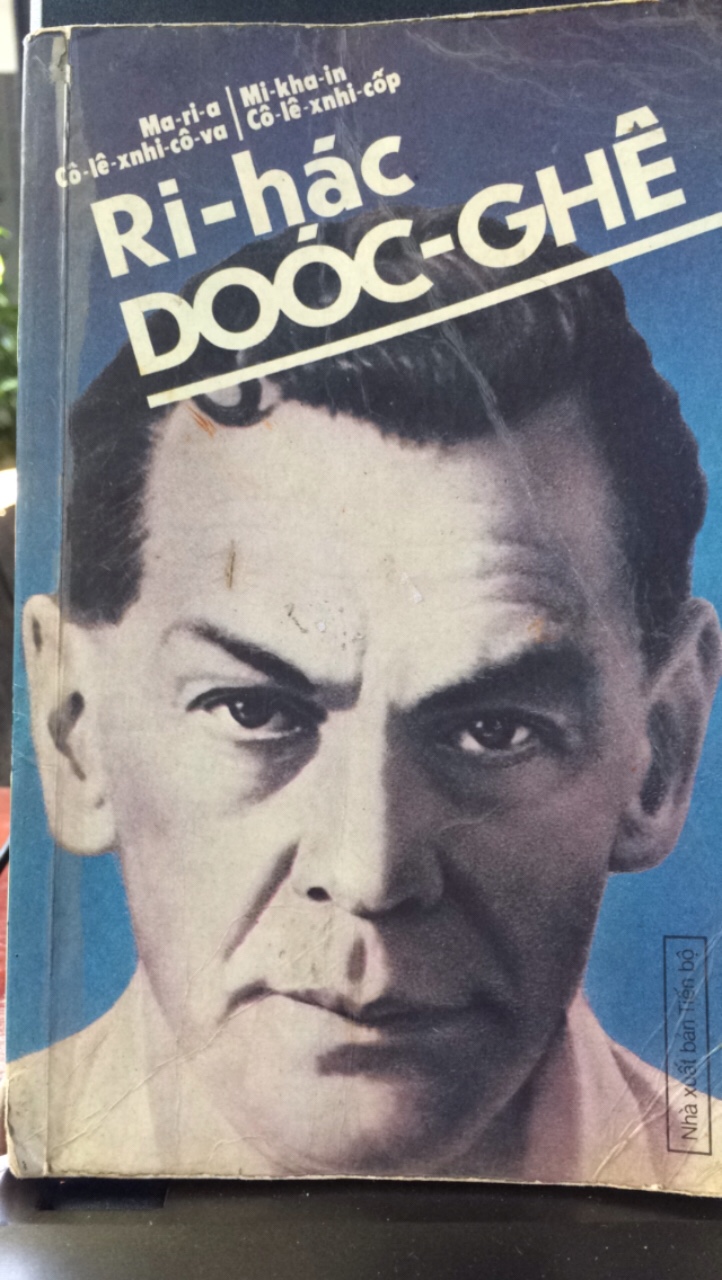 Ma-ri-a
Cô-lê-xnhi-cô-va
Mi-kha-in
Cô-lê-xnhi-cốp
Ri-hác
DOÓC-GHÊ
Nhà xuất bản Tiến bộ